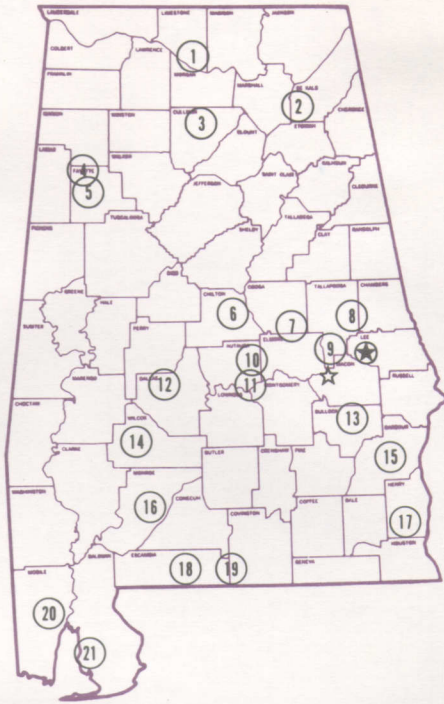 LAUDERDALE
LIMESTONE
MADISON
JACKSON
COLBERT
LAWRENCE
1
FRANKLIN
MORGAN
MARSHALL
DE KALB
2
CHEROKEE
MARION
WINSTON
CULLMAN
3
BLOUNT
ETOWAH
LAMAR
4
FAYETTE
5
WALKER
JEFFERSON
SAINT CLAIR
CALHOUN
CLEBURNE
PICKENS
TUSCALOOSA
SHELBY
TALLADEGA
CLAY
RANDOLPH
GREENE
HALE
BIBB
CHILTON
COOSA
TALLAPOOSA
CHAMBERS
SUMTER
PERRY
6
7
8
AUTAUGA
ELMORE
9
LEE
10
MACON
MARENGO
DALLAS
12
LOWNDES
11
MONTGOMERY
RUSSELL
CHOCTAW
WILCOX
BULLOCK
13
14
BARBOUR
CLARKE
BUTLER
CRENSHAW
PIKE
15
MONROE
HENRY
WASHINGTON
16
CONECUH
COVINGTON
COFFEE
DALE
17
BALDWIN
ESCAMBIA
HOUSTON
MOBILE
18
19
GENEVA
20
21